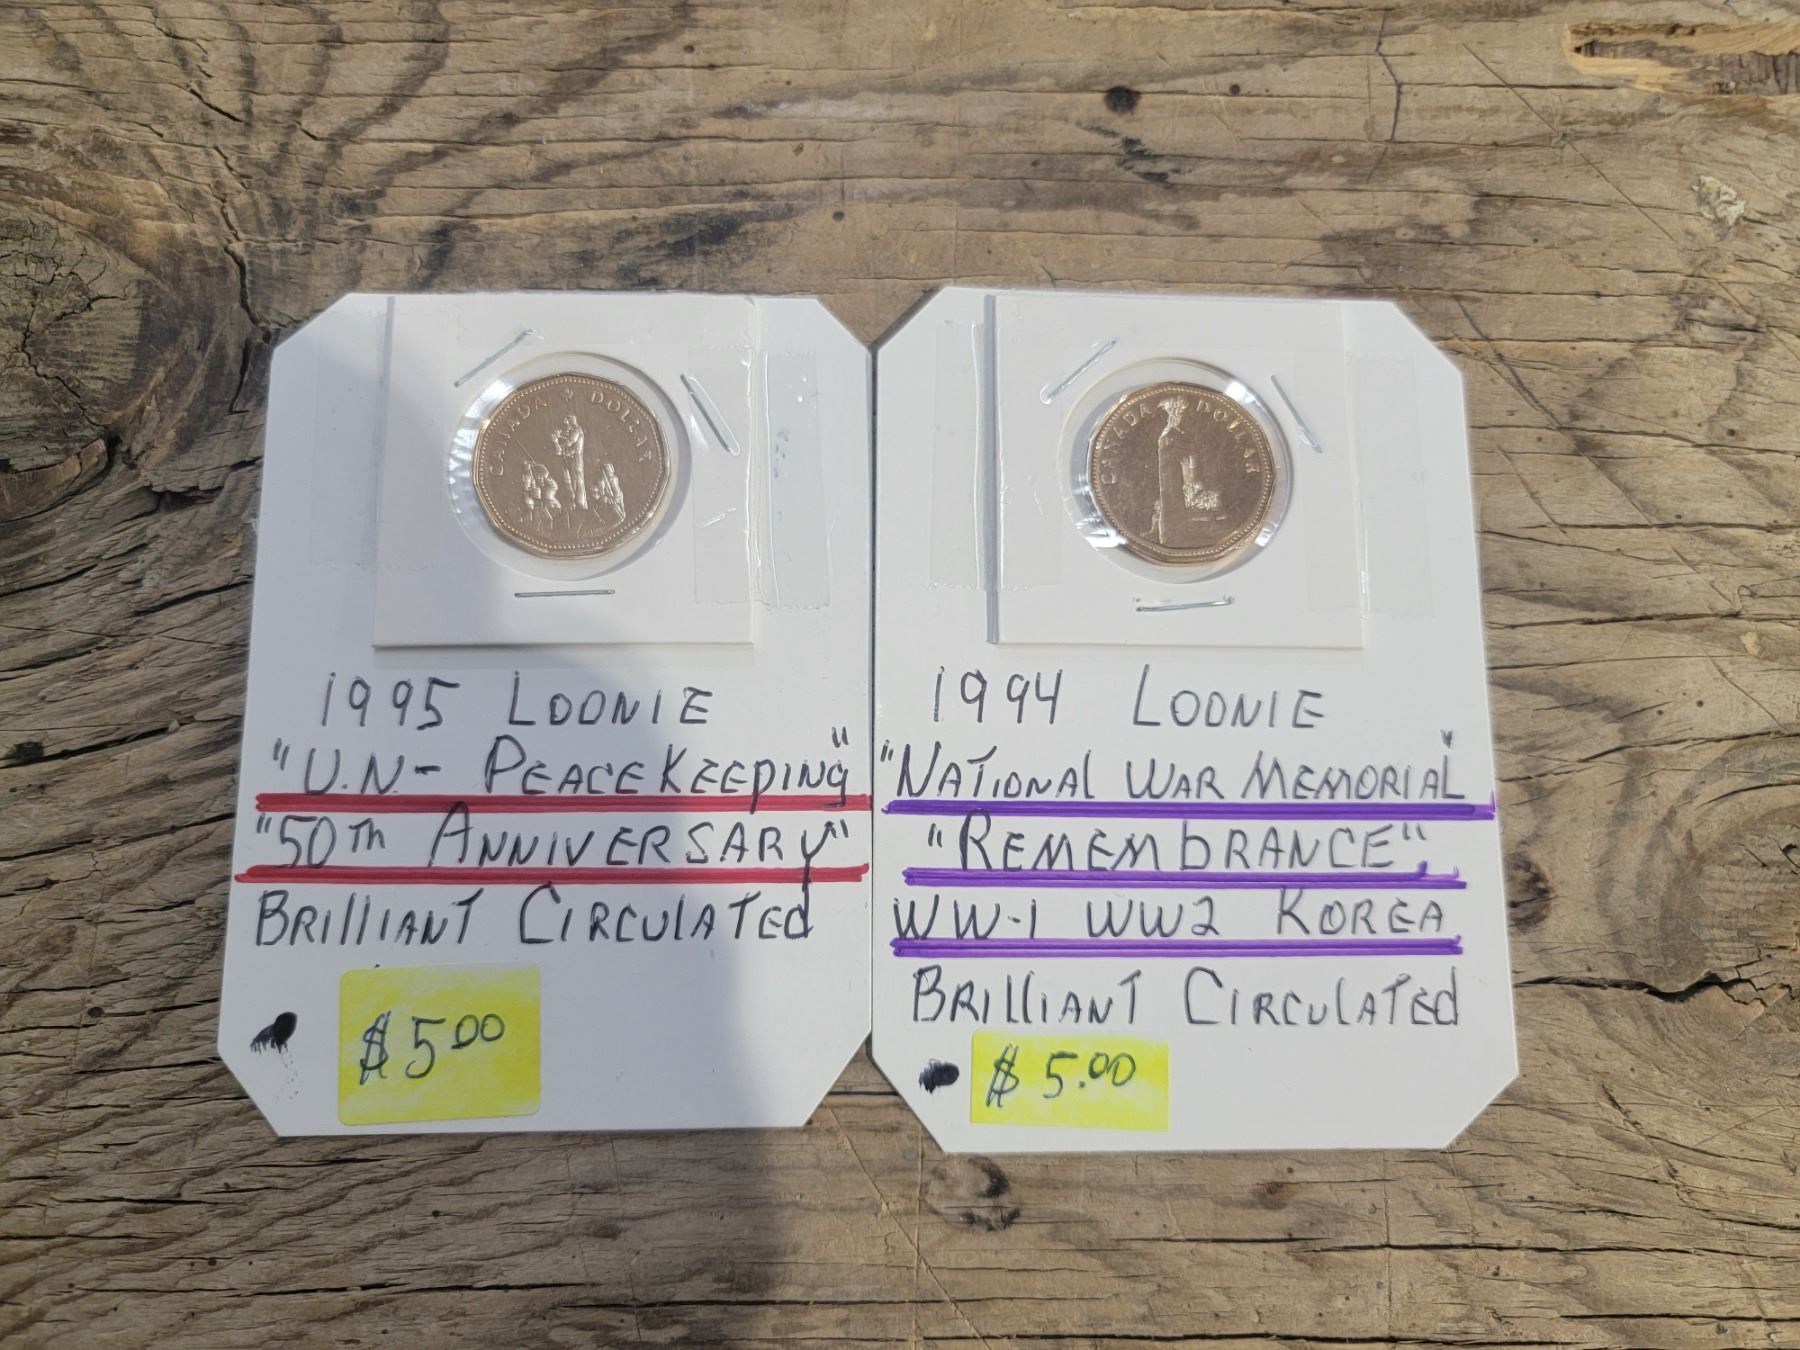 CANADA DOLLAR
1995 LOONIE
"U.N- PEACEKEEPING"
"50TH ANNIVERSARY"
BRILLIANT CIRCULATED
$5.00
CANADA DOLLAR
1994 LOONIE
"NATIONAL WAR MEMORIAL"
"REMEMBRANCE"
WW-1 WW2 KOREA
BRILLIANT CIRCULATED
$5.00